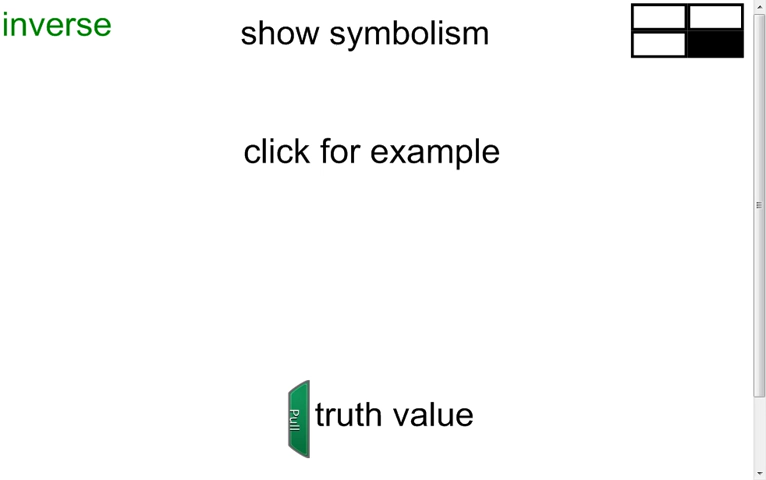 inverse
show symbolism
click for example
Pull
truth value